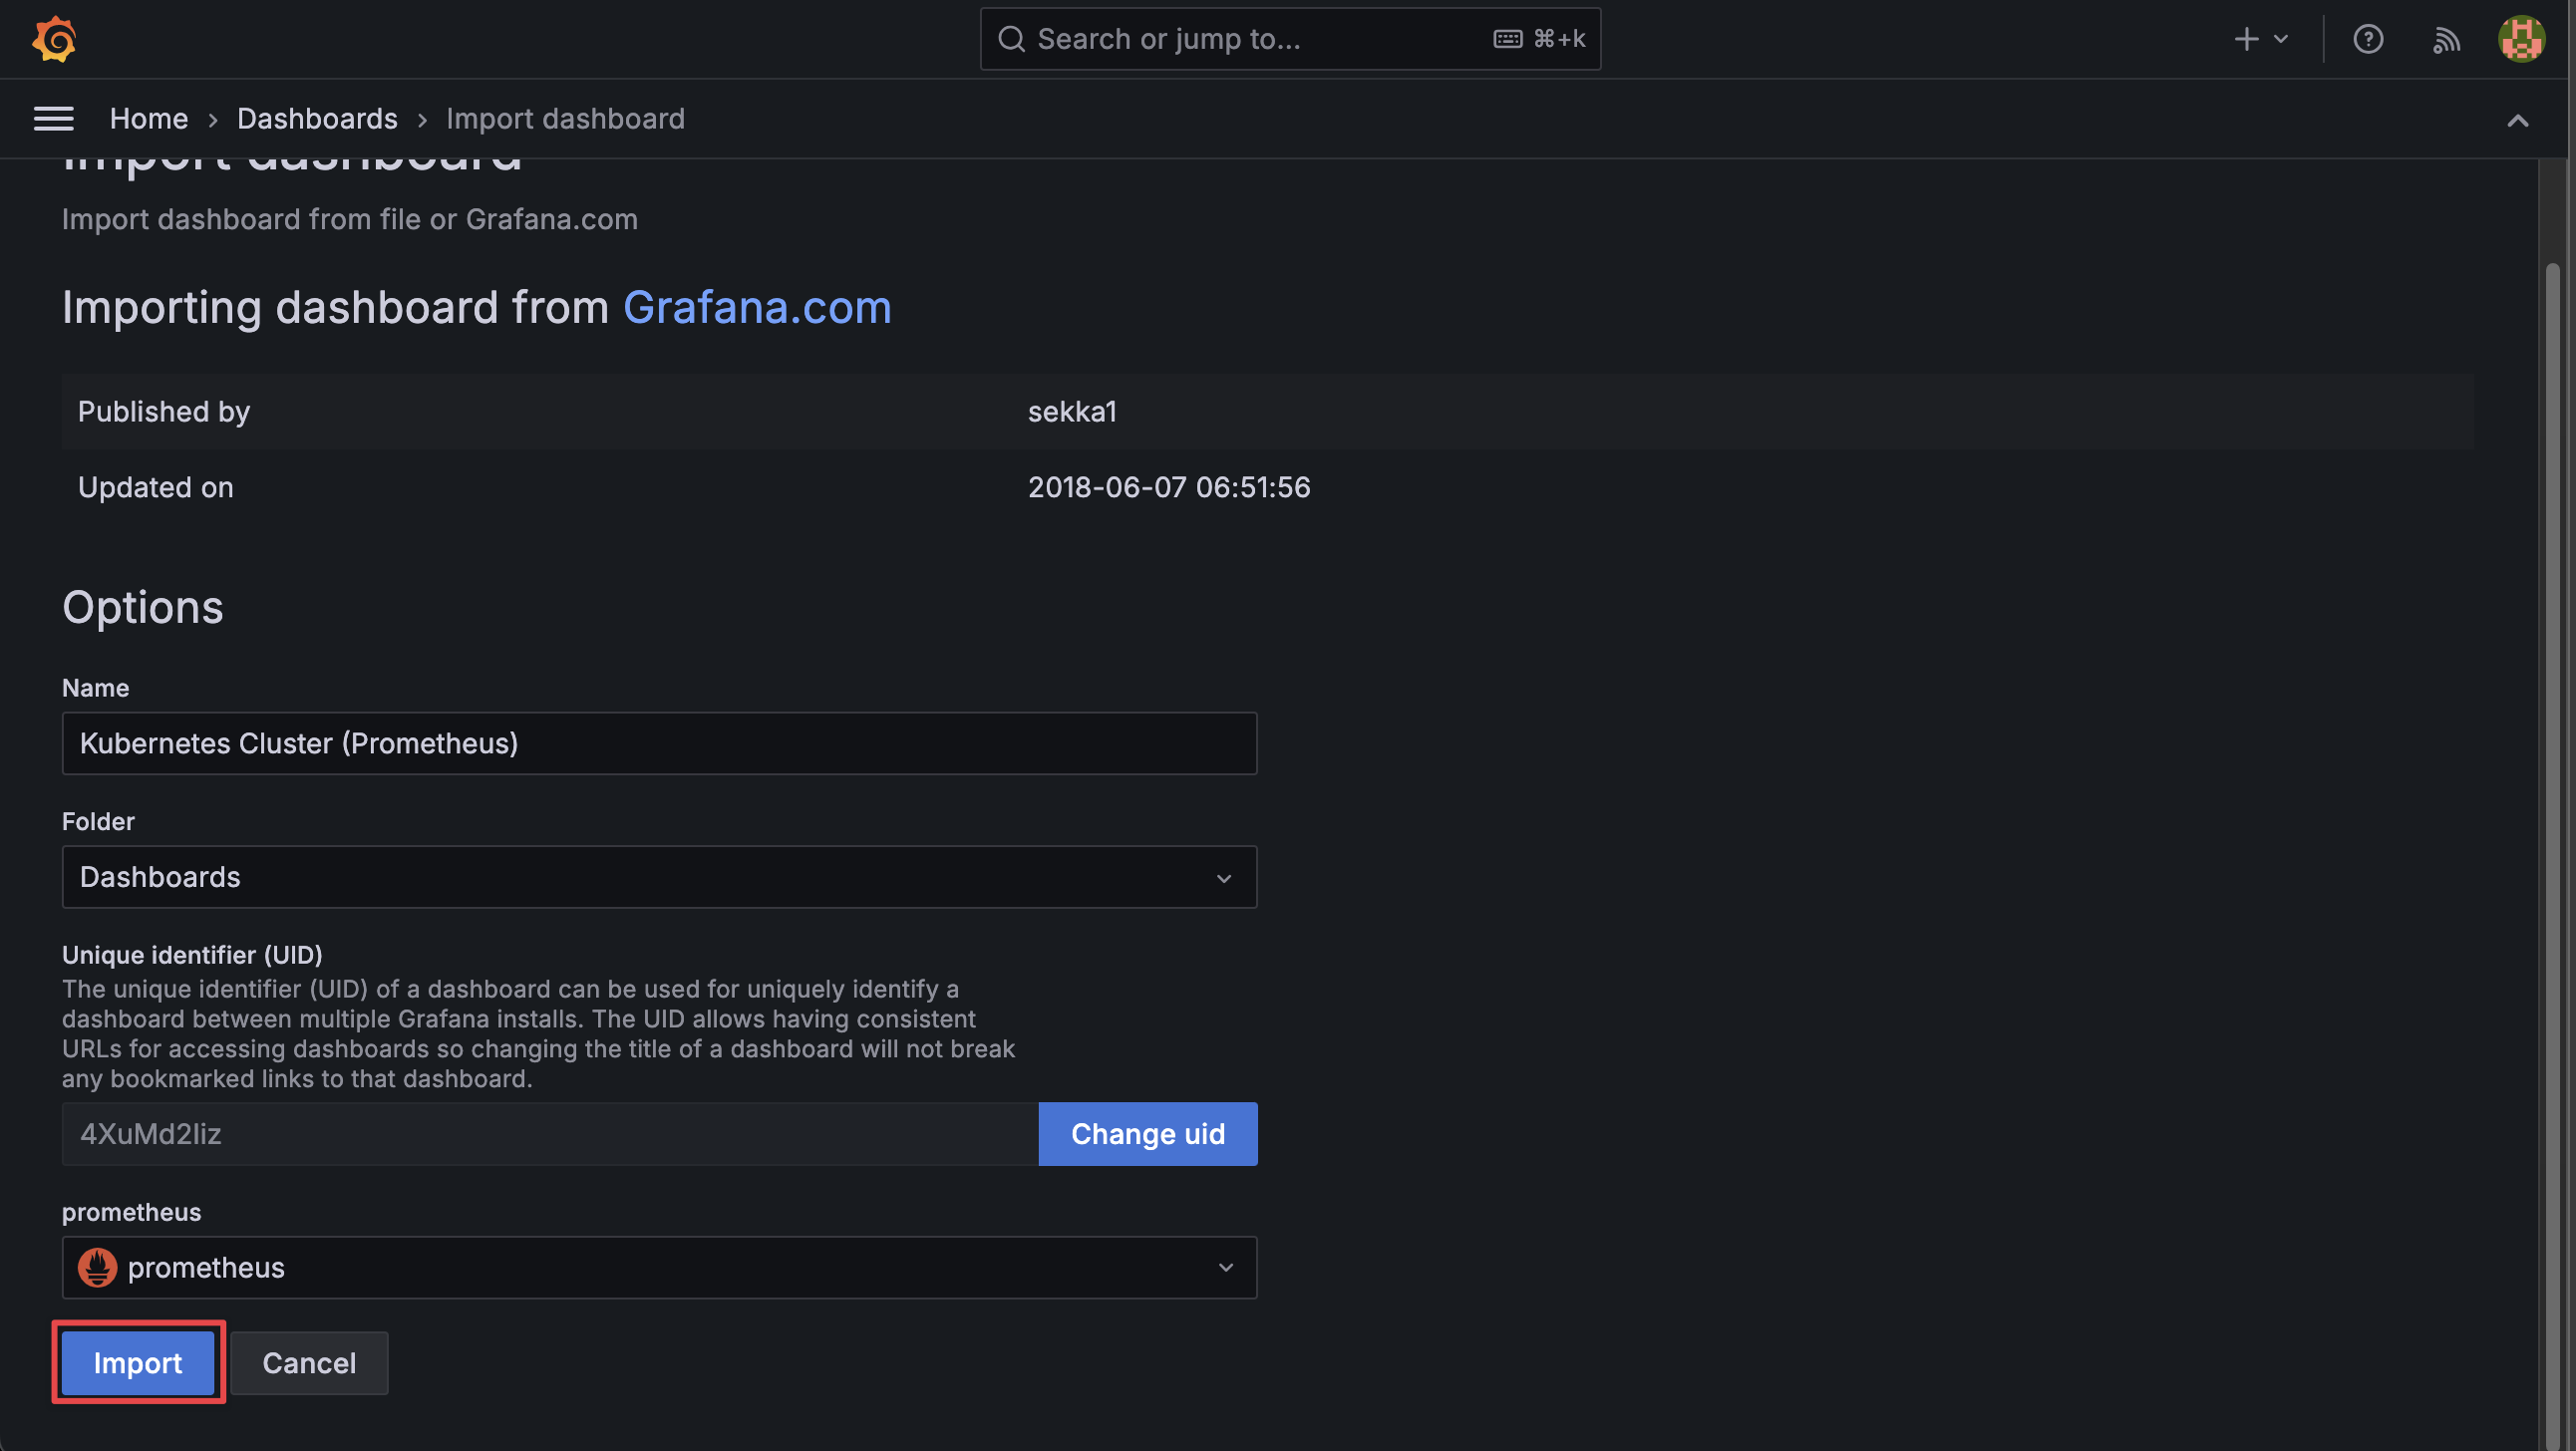 Search or jump to...
⌘+k
Home
Dashboards
Import dashboard
Import dashboard
Import dashboard from file or Grafana.com
Importing dashboard from Grafana.com
Published by
sekka1
Updated on
2018-06-07 06:51:56
Options
Name
Kubernetes Cluster (Prometheus)
Folder
Dashboards
Unique identifier (UID)
The unique identifier (UID) of a dashboard can be used for uniquely identify a
dashboard between multiple Grafana installs. The UID allows having consistent
URLs for accessing dashboards so changing the title of a dashboard will not break
any bookmarked links to that dashboard.
4XuMd2Iiz
Change uid
prometheus
prometheus
Import
Cancel